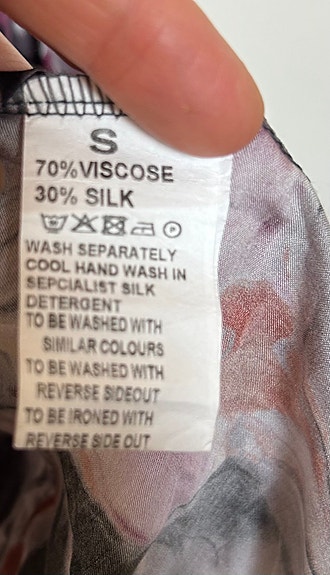 S
70%VISCOSE
30% SILK
WASH SEPARATELY
COOL HAND WASH IN
SEPCIALIST SILK
DETERGENT
TO BE WASHED WITH
SIMILAR COLOURS
TO BE WASHED WITH
REVERSE SIDEOUT
TO BE IRONED WITH
REVERSE SIDE OUT